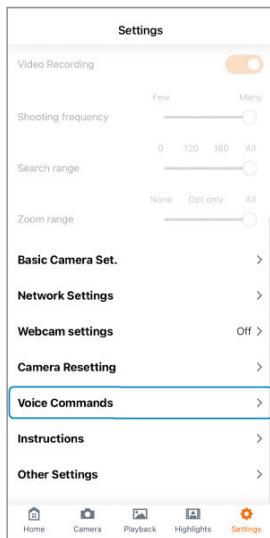 Settings
Video Recording
Few Many
Shooting frequency
0 120 180 All
Search range
None Opt only All
Zoom range
Basic Camera Set.
Network Settings
Webcam settings Off
Camera Resetting
Voice Commands
Instructions
Other Settings
Home Camera Playback Highlights Settings